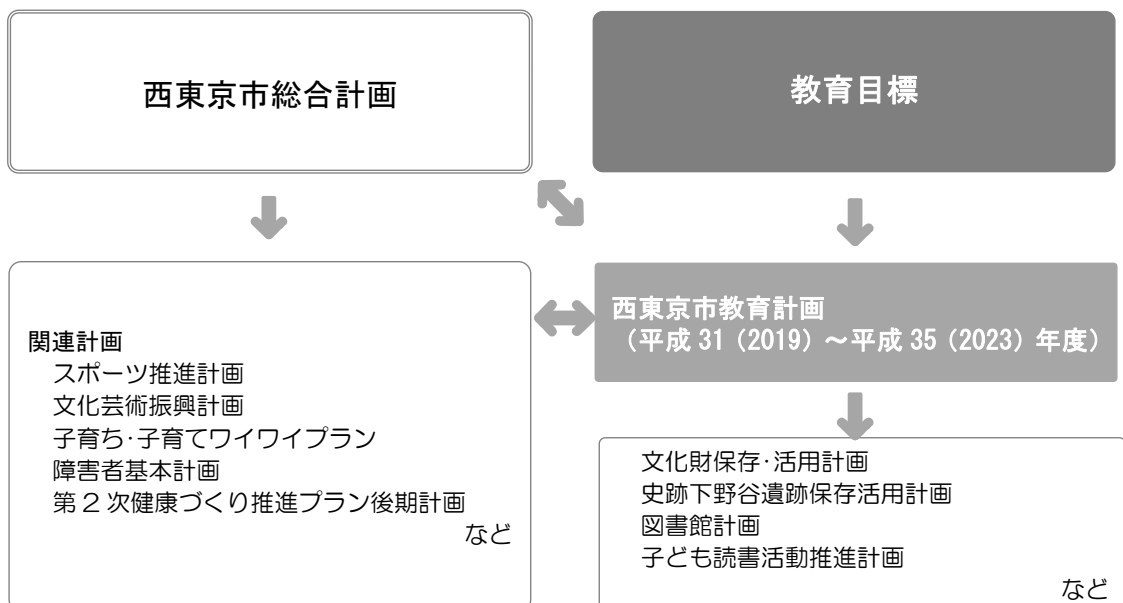 西東京市総合計画
教育目標
関連計画
スポーツ推進計画
文化芸術振興計画
子育ち・子育てワイワイプラン
障害者基本計画
第2次健康づくり推進プラン後期計画
など
西東京市教育計画
(平成 31(2019)~平成 35(2023)年度)
文化財保存・活用計画
史跡下野谷遺跡保存活用計画
図書館計画
子ども読書活動推進計画
など